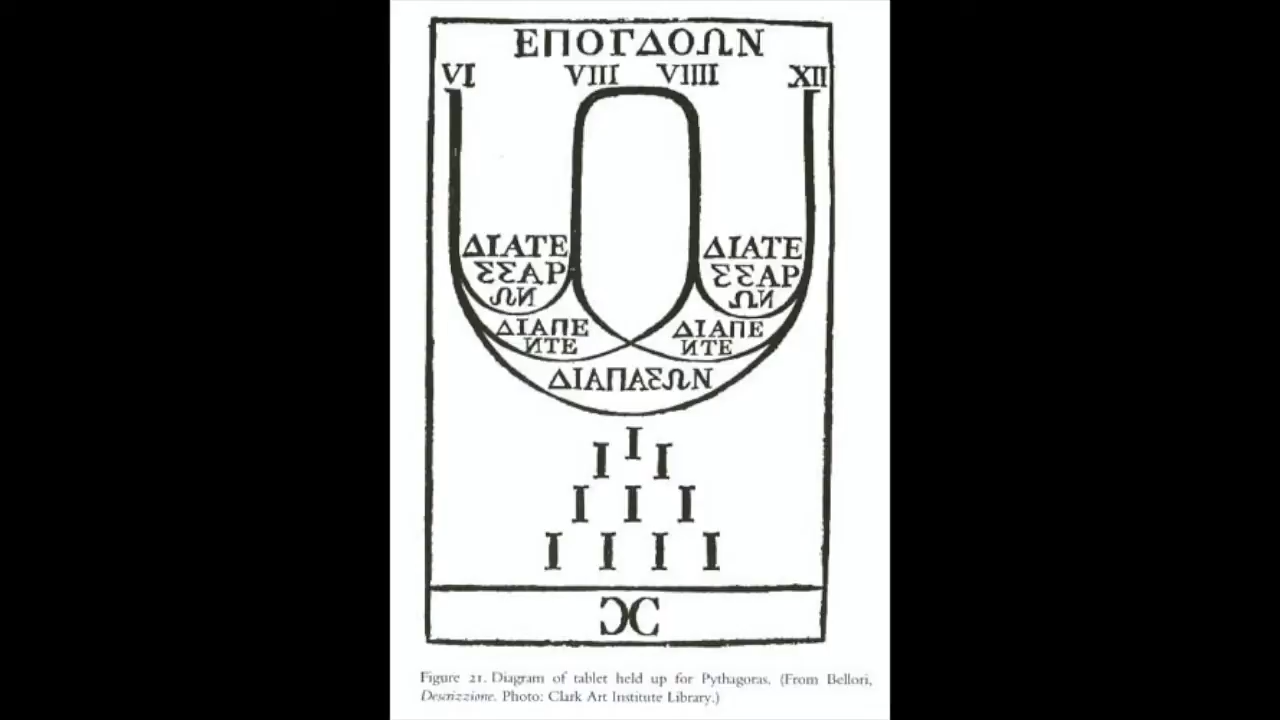 ΕΠΟΓΔΟΩΝ
VI VIII VIIII XII
ΔΙΑΤΕ
ΣΣΑΡ
ΩΝ
ΔΙΑΤΕ
ΣΣΑΡ
ΩΝ
ΔΙΑΠΕ
ΝΤΕ
ΔΙΑΠΕ
ΝΤΕ
ΔΙΑΠΑΣΩΝ
I
I I
I I I
I I I I
ƆC
Figure 21. Diagram of tablet held up for Pythagoras. (From Bellori,
Descrizzione. Photo: Clark Art Institute Library.)